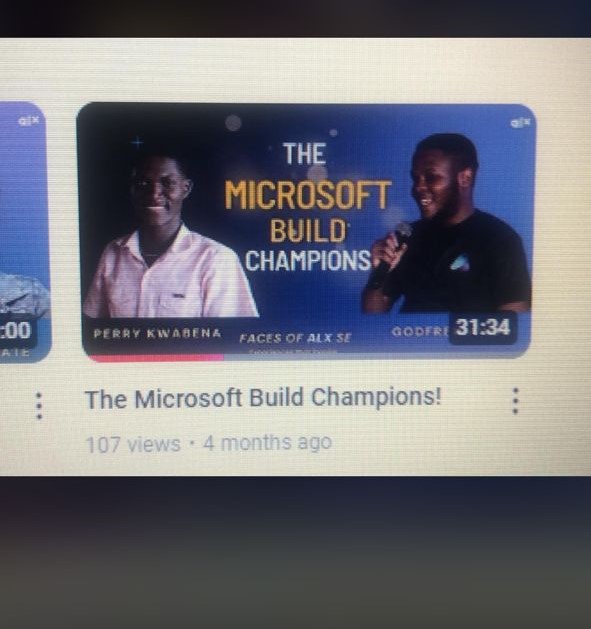 alx
alx
THE
MICROSOFT
BUILD
CHAMPIONS
:00
ATE
PERRY KWABENA
FACES OF ALX SE
GODFRE
31:34
The Microsoft Build Champions!
107 views • 4 months ago